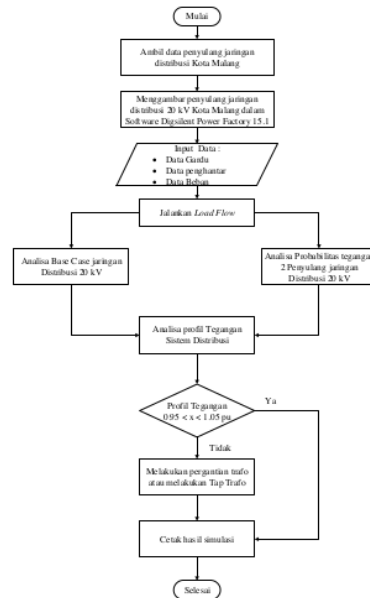 Mulai
Ambil data penyulang jaringan
distribusi Kota Malang
Menggambar penyulang jaringan
distribusi 20 kV Kota Malang dalam
Software Digsilent Power Factory 15.1
Input Data :
• Data Gardu
• Data penghantar
• Data Beban
Jalankan Load Flow
Analisa Base Case jaringan
Distribusi 20 kV
Analisa Probabilitas tegangan
2 Penyulang jaringan
Distribusi 20 kV
Analisa profil Tegangan
Sistem Distribusi
Profil Tegangan
0.95 < x < 1.05 pu
Ya
Tidak
Melakukan pergantian trafo
atau melakukan Tap Trafo
Cetak hasil simulasi
Selesai